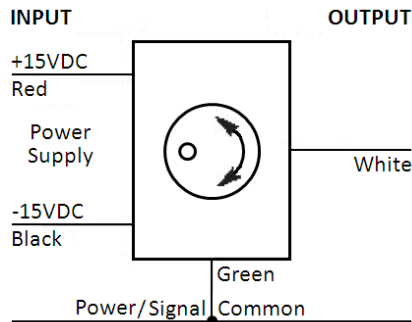 INPUT OUTPUT
+15VDC
Red
Power
Supply
White
-15VDC
Black
Green
Power/Signal Common